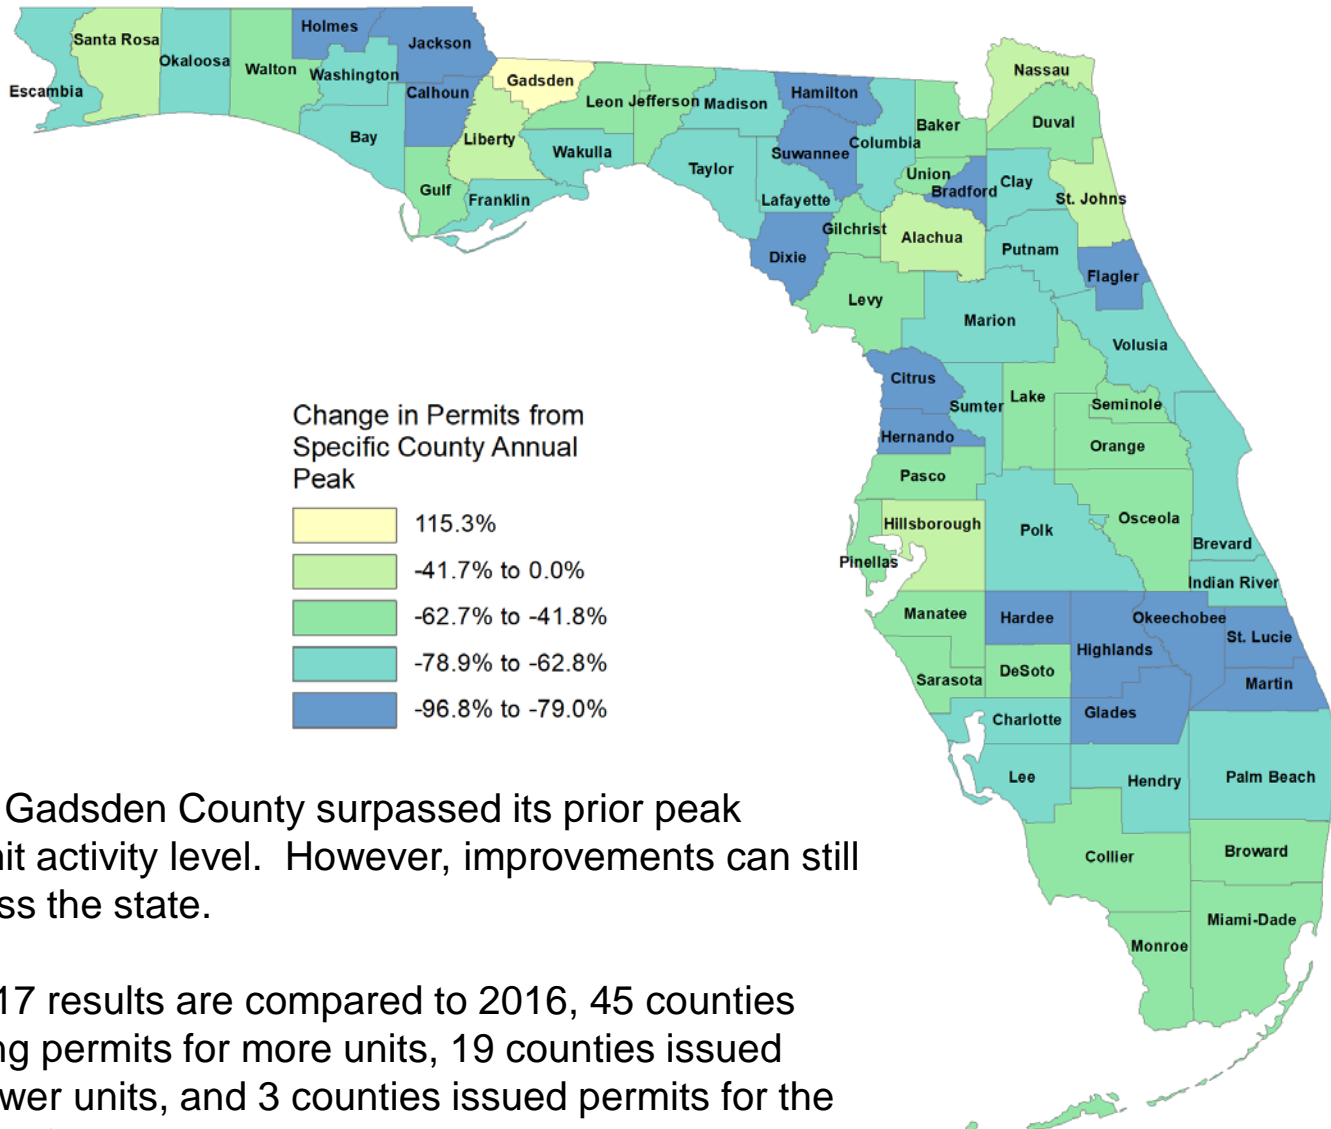 Holmes
Santa Rosa
Jackson
Okaloosa
Walton
Washington
Escambia
Calhoun
Gadsden
Leon
Jefferson
Madison
Hamilton
Nassau
Bay
Liberty
Wakulla
Taylor
Suwannee
Columbia
Baker
Duval
Gulf
Franklin
Lafayette
Union
Bradford
Clay
St. Johns
Dixie
Gilchrist
Alachua
Putnam
Flagler
Levy
Marion
Volusia
Citrus
Sumter
Lake
Seminole
Hernando
Orange
Pasco
Hillsborough
Polk
Osceola
Brevard
Pinellas
Indian River
Manatee
Hardee
Okeechobee
St. Lucie
Highlands
Sarasota
DeSoto
Martin
Charlotte
Glades
Lee
Hendry
Palm Beach
Collier
Broward
Miami-Dade
Monroe
Change in Permits from
Specific County Annual
Peak
115.3%
-41.7% to 0.0%
-62.7% to -41.8%
-78.9% to -62.8%
-96.8% to -79.0%
Gadsden County surpassed its prior peak
nit activity level. However, improvements can still
ss the state.
17 results are compared to 2016, 45 counties
ng permits for more units, 19 counties issued
wer units, and 3 counties issued permits for the